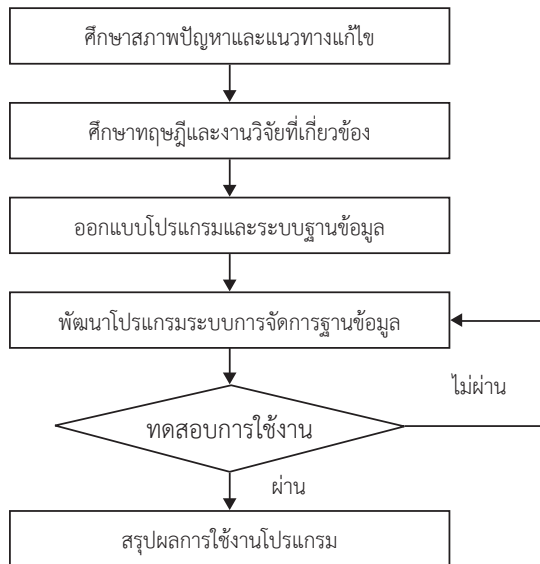 ศึกษาสภาพปัญหาและแนวทางแก้ไข
ศึกษาทฤษฎีและงานวิจัยที่เกี่ยวข้อง
ออกแบบโปรแกรมและระบบฐานข้อมูล
พัฒนาโปรแกรมระบบการจัดการฐานข้อมูล
ไม่ผ่าน
ทดสอบการใช้งาน
ผ่าน
สรุปผลการใช้งานโปรแกรม